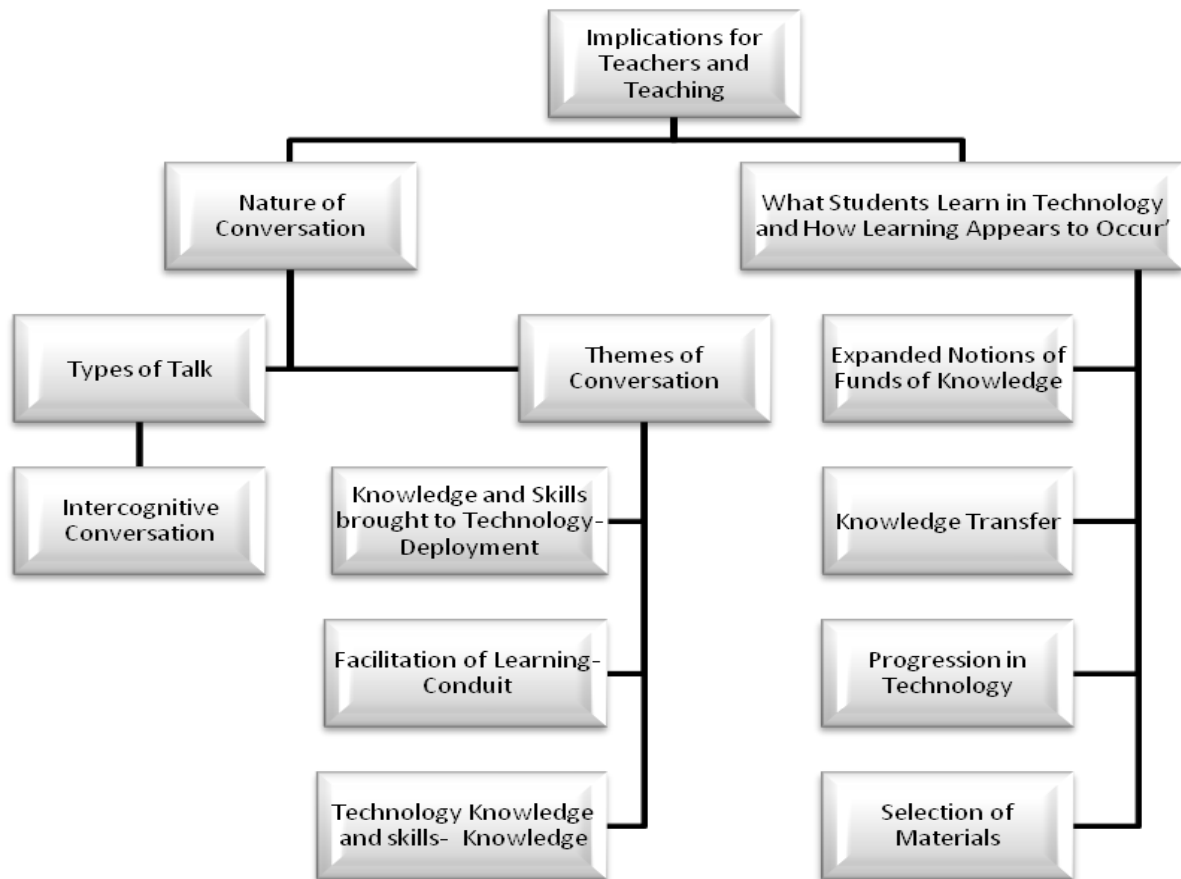 Implications for
Teachers and
Teaching
Nature of
Conversation
What Students Learn in Technology
and How Learning Appears to Occur’
Types of Talk
Themes of
Conversation
Expanded Notions of
Funds of Knowledge
Intercognitive
Conversation
Knowledge and Skills
brought to Technology-
Deployment
Knowledge Transfer
Facilitation of Learning-
Conduit
Progression in
Technology
Technology Knowledge
and skills- Knowledge
Selection of
Materials